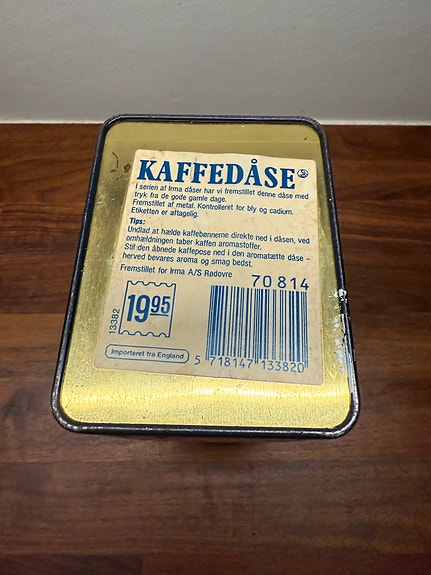 KAFFEDÅSE
I serien af Irma dåser har vi fremstillet denne dåse med
tryk fra de gode gamle dage.
Fremstillet af metal. Kontrolleret for bly og cadium.
Etiketten er aftagelig.
Tips:
Undlad at hælde kaffebønnerne direkte ned i dåsen, ved
omhældningen taber kaffen aromastoffer.
Stil den åbnede kaffepose ned i den aromatætte dåse –
herved bevares aroma og smag bedst.
Fremstillet for Irma A/S Rødovre
70 814
13382
19.95
Importeret fra England
5 718147 133820